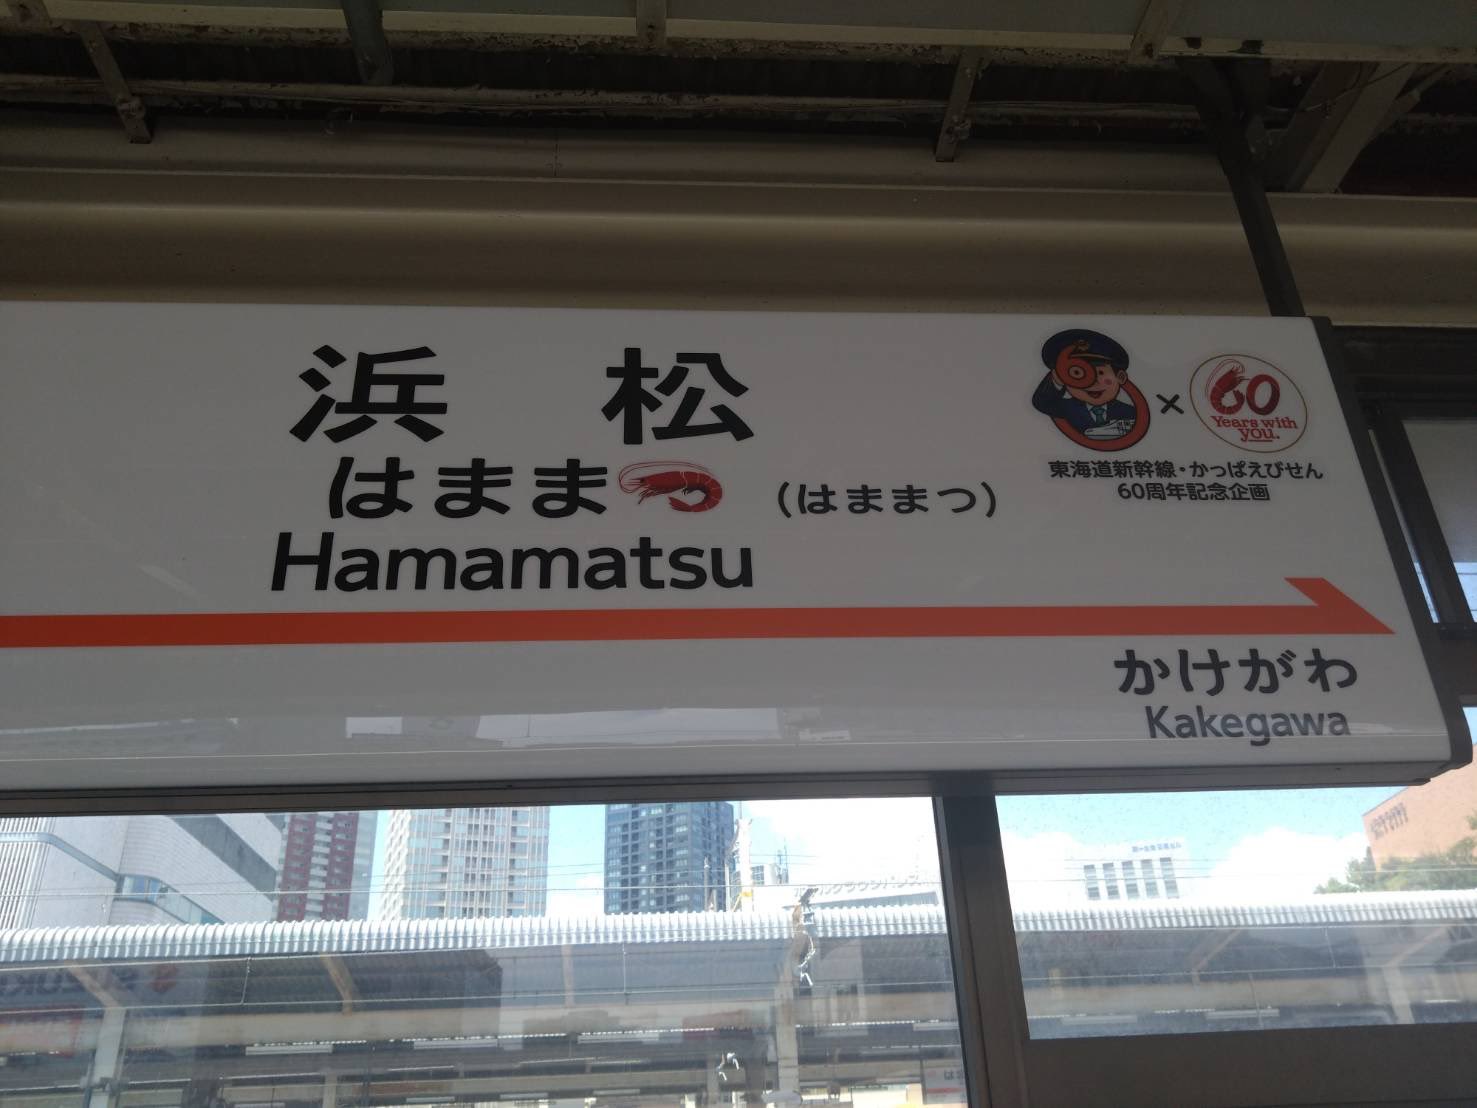 浜松
はまま
(はままつ)
Hamamatsu
60
×
60
Years with
you.
東海道新幹線・かっぱえびせん
60周年記念企画
かけがわ
Kakegawa